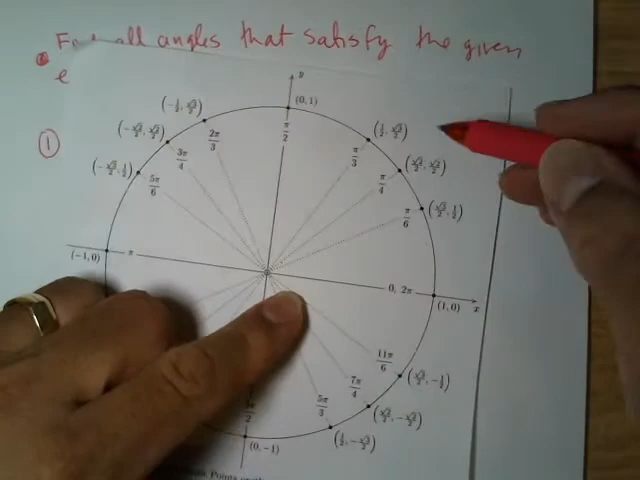 all angles that satisfy the given
e
①
y
(0, 1)
(-1/2, √3/2)
(1/2, √3/2)
π/2
2π/3
π/3
(-√2/2, √2/2)
(√2/2, √2/2)
3π/4
π/4
(-√3/2, 1/2)
(√3/2, 1/2)
5π/6
π/6
(-1, 0)
π
0, 2π
x
(1, 0)
11π/6
(√3/2, -1/2)
7π/4
(√2/2, -√2/2)
5π/3
(1/2, -√3/2)
(0, -1)
Points